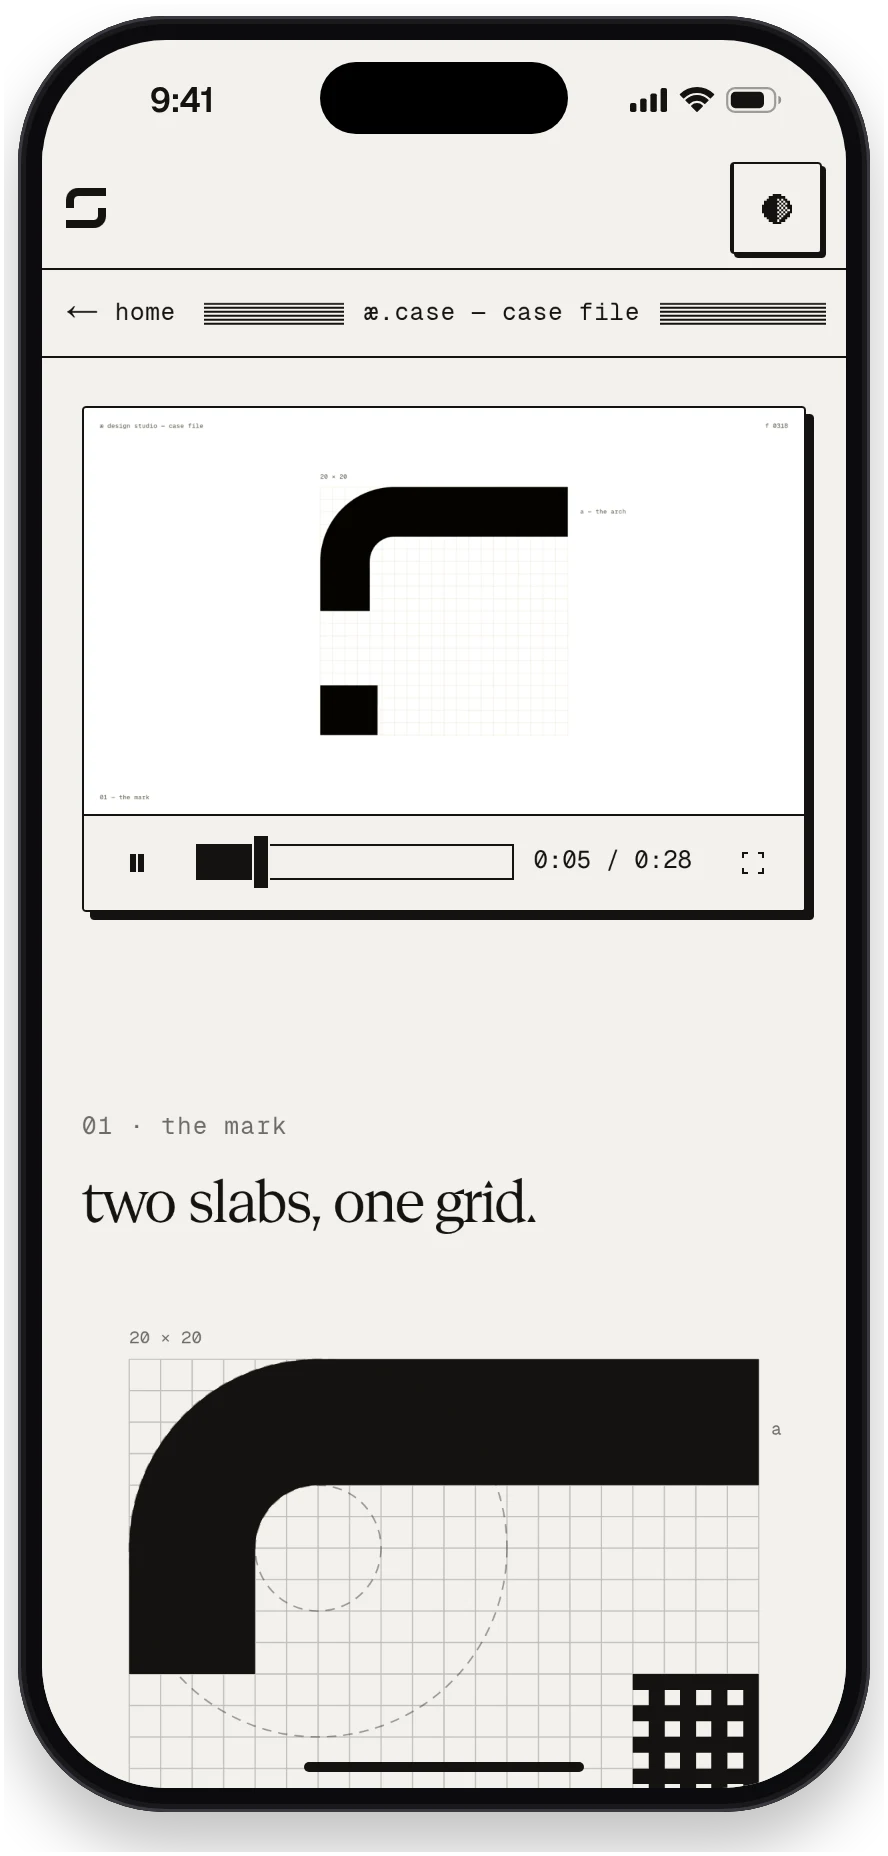 9:41
← home æ.case — case file
æ design studio — case file f 0310
20 × 20
a — the arch
01 — the mark
0:05 / 0:28
01 · the mark
two slabs, one grid.
20 × 20
a